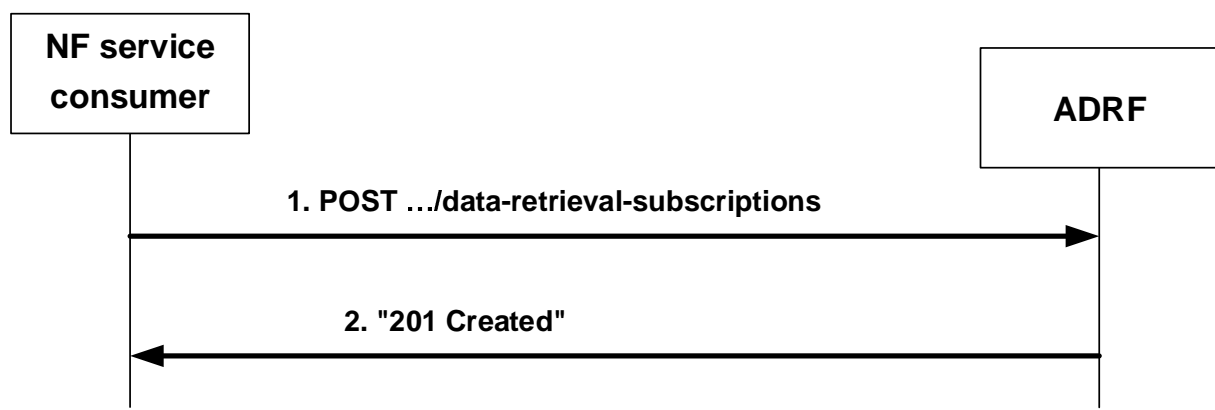 NF service
consumer
ADRF
1. POST …/data-retrieval-subscriptions
2. "201 Created"